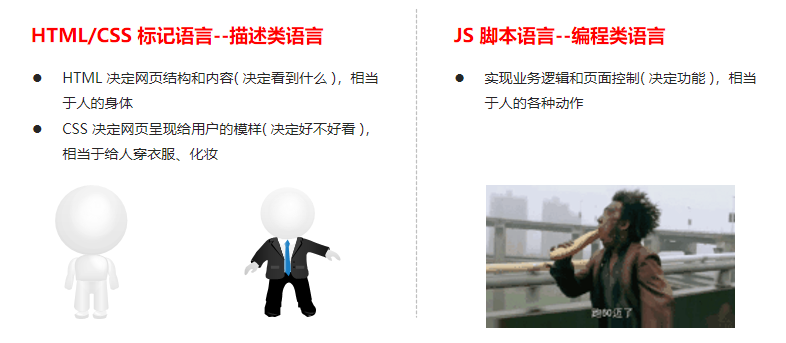 HTML/CSS 标记语言--描述类语言
HTML 决定网页结构和内容( 决定看到什么 )，相当
于人的身体
CSS 决定网页呈现给用户的模样( 决定好不好看 )，
相当于给人穿衣服、化妆
JS 脚本语言--编程类语言
实现业务逻辑和页面控制( 决定功能 )，相当
于人的各种动作
跑60迈了